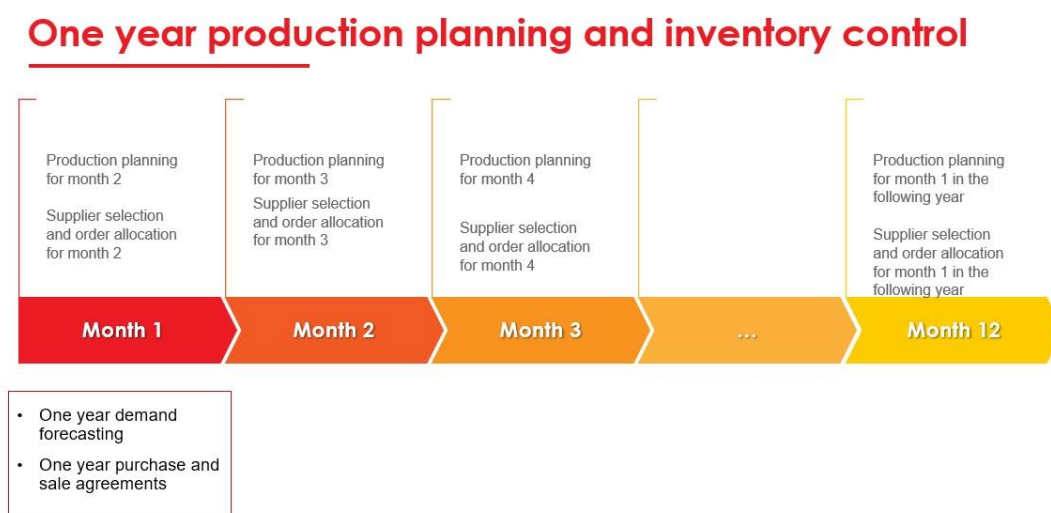 One year production planning and inventory control
Production planning
for month 2
Supplier selection
and order allocation
for month 2
Production planning
for month 3
Supplier selection
and order allocation
for month 3
Production planning
for month 4
Supplier selection
and order allocation
for month 4
Production planning
for month 1 in the
following year
Supplier selection
and order allocation
for month 1 in the
following year
Month 1
Month 2
Month 3
...
Month 12
• One year demand
forecasting
• One year purchase and
sale agreements